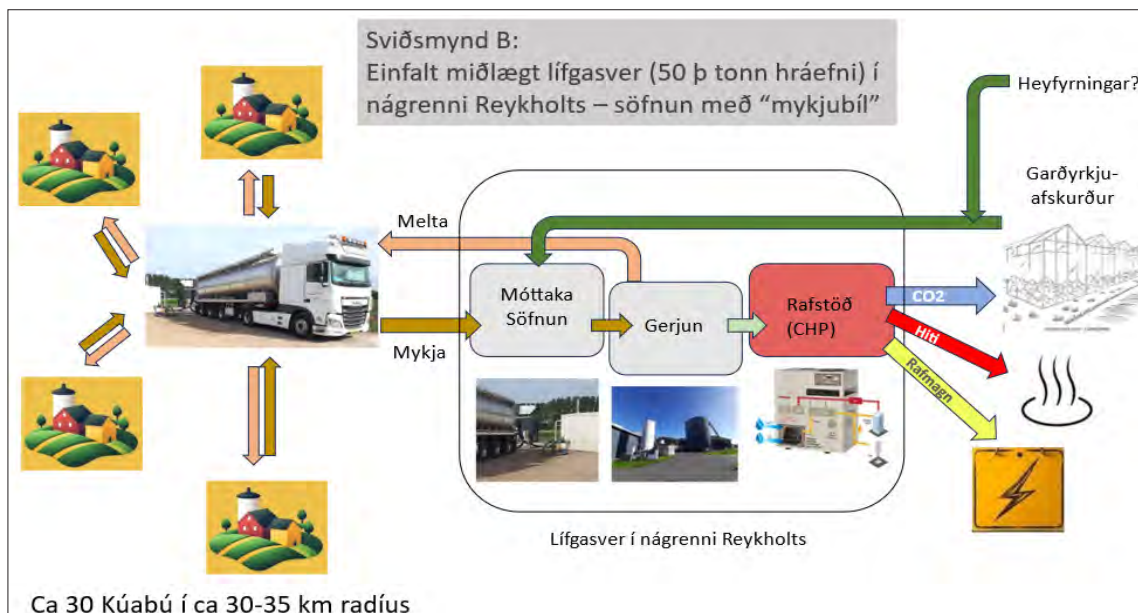 Sviðsmynd B:
Einfalt miðlægt lífgasver (50 þ tonn hráefni) í
nágrenni Reykholts – söfnun með “mykjubíl”
Heyfyrningar?
Garðyrkju-
afskurður
Melta
Móttaka
Söfnun
Gerjun
Rafstöð
(CHP)
CO2
Hiti
Rafmagn
Mykja
Lífgasver í nágrenni Reykholts
Ca 30 Kúabú í ca 30-35 km radíus